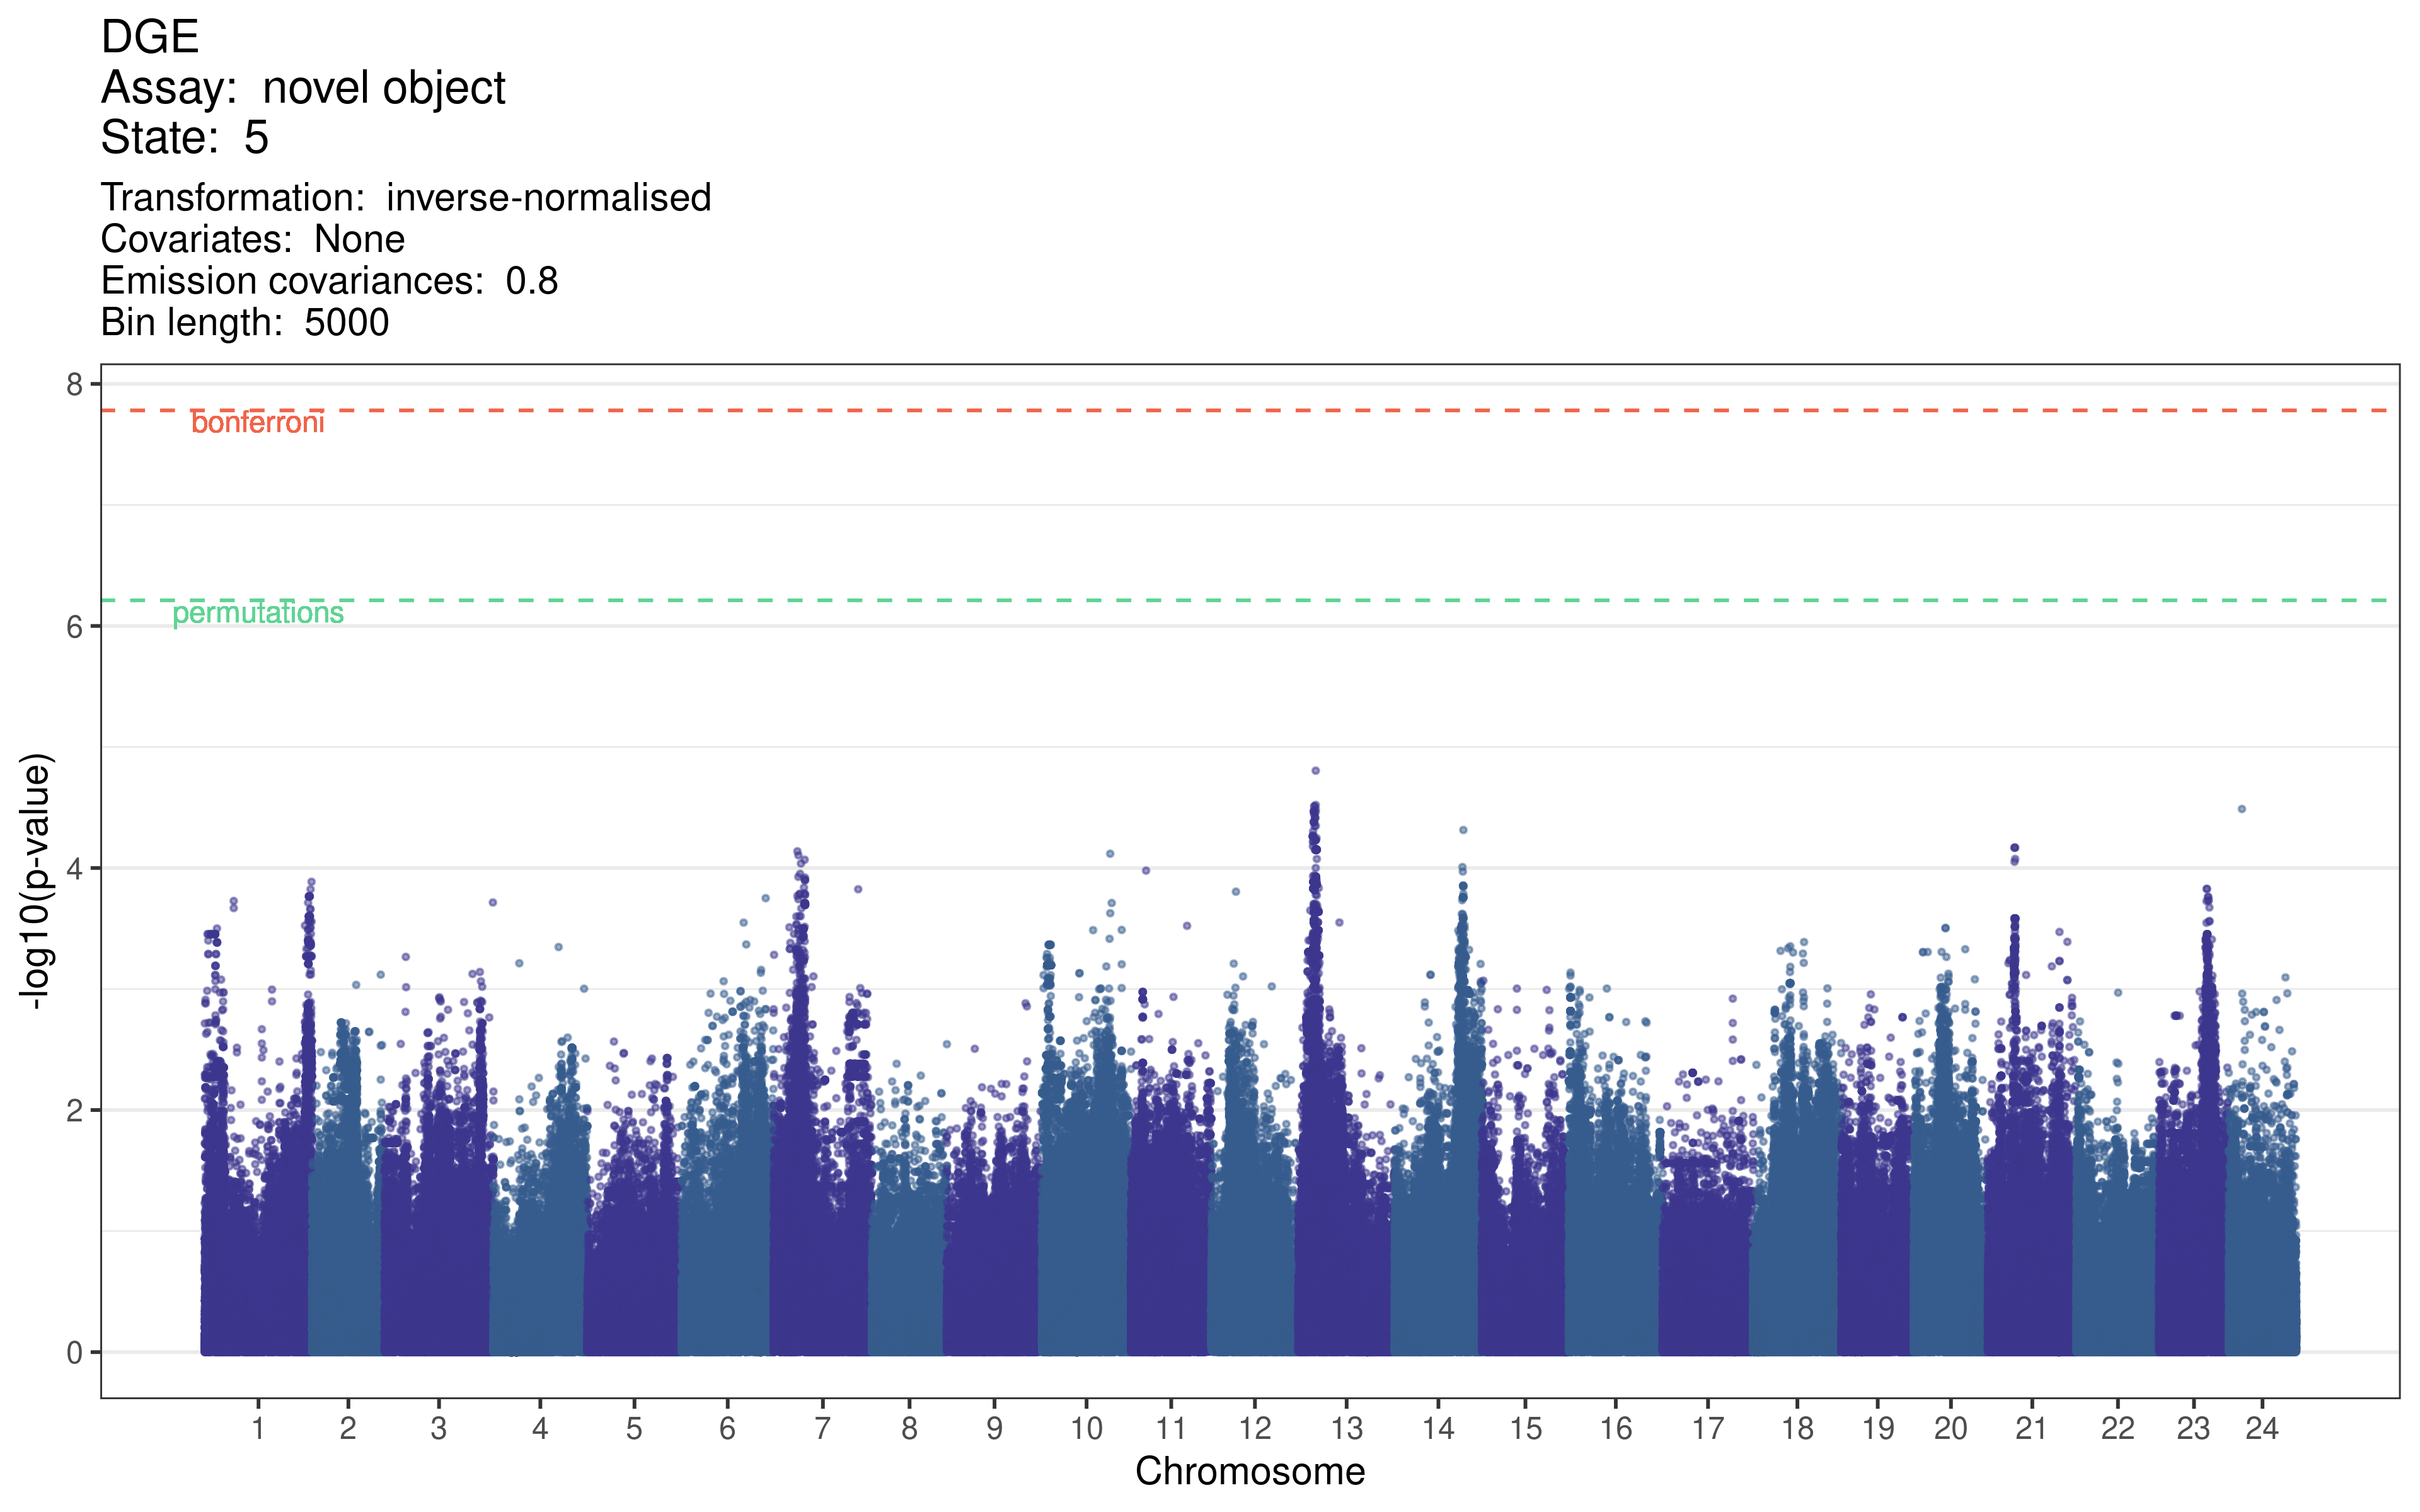 DGE
Assay:  novel object
State:  5
Transformation:  inverse-normalised
Covariates:  None
Emission covariances:  0.8
Bin length:  5000
8
bonferroni
permutations
6
-log10(p-value)
4
2
0
1 2 3 4 5 6 7 8 9 10 11 12 13 14 15 16 17 18 19 20 21 22 23 24
Chromosome